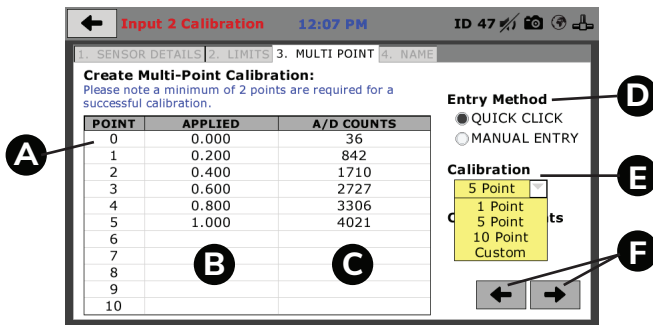 Input 2 Calibration 12:07 PM ID 47
1. SENSOR DETAILS 2. LIMITS 3. MULTI POINT 4. NAME
Create Multi-Point Calibration:
Please note a minimum of 2 points are required for a
successful calibration.
POINT APPLIED A/D COUNTS
0 0.000 36
1 0.200 842
2 0.400 1710
3 0.600 2727
4 0.800 3306
5 1.000 4021
6
7
8
9
10
Entry Method
QUICK CLICK
MANUAL ENTRY
Calibration
5 Point
1 Point
5 Point
10 Point
Custom
A
B
C
D
E
F